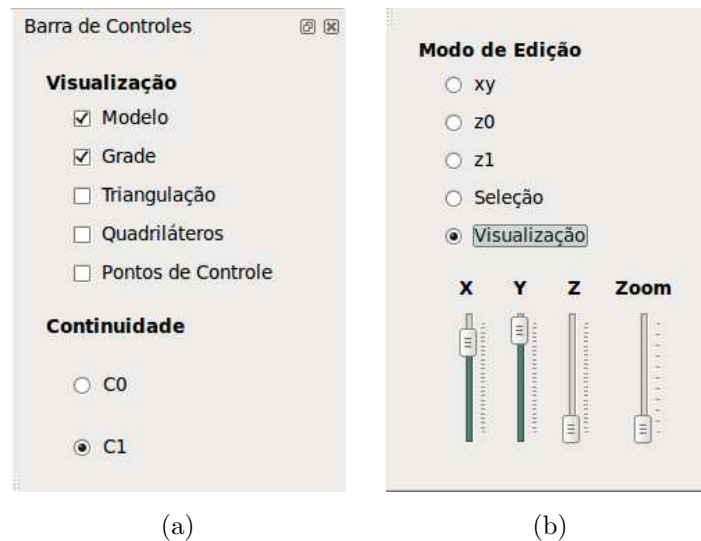 Barra de Controles
Visualização
Modelo
Grade
Triangulação
Quadriláteros
Pontos de Controle
Continuidade
C0
C1
(a)
Modo de Edição
xy
z0
z1
Seleção
Visualização
X Y Z Zoom
(b)